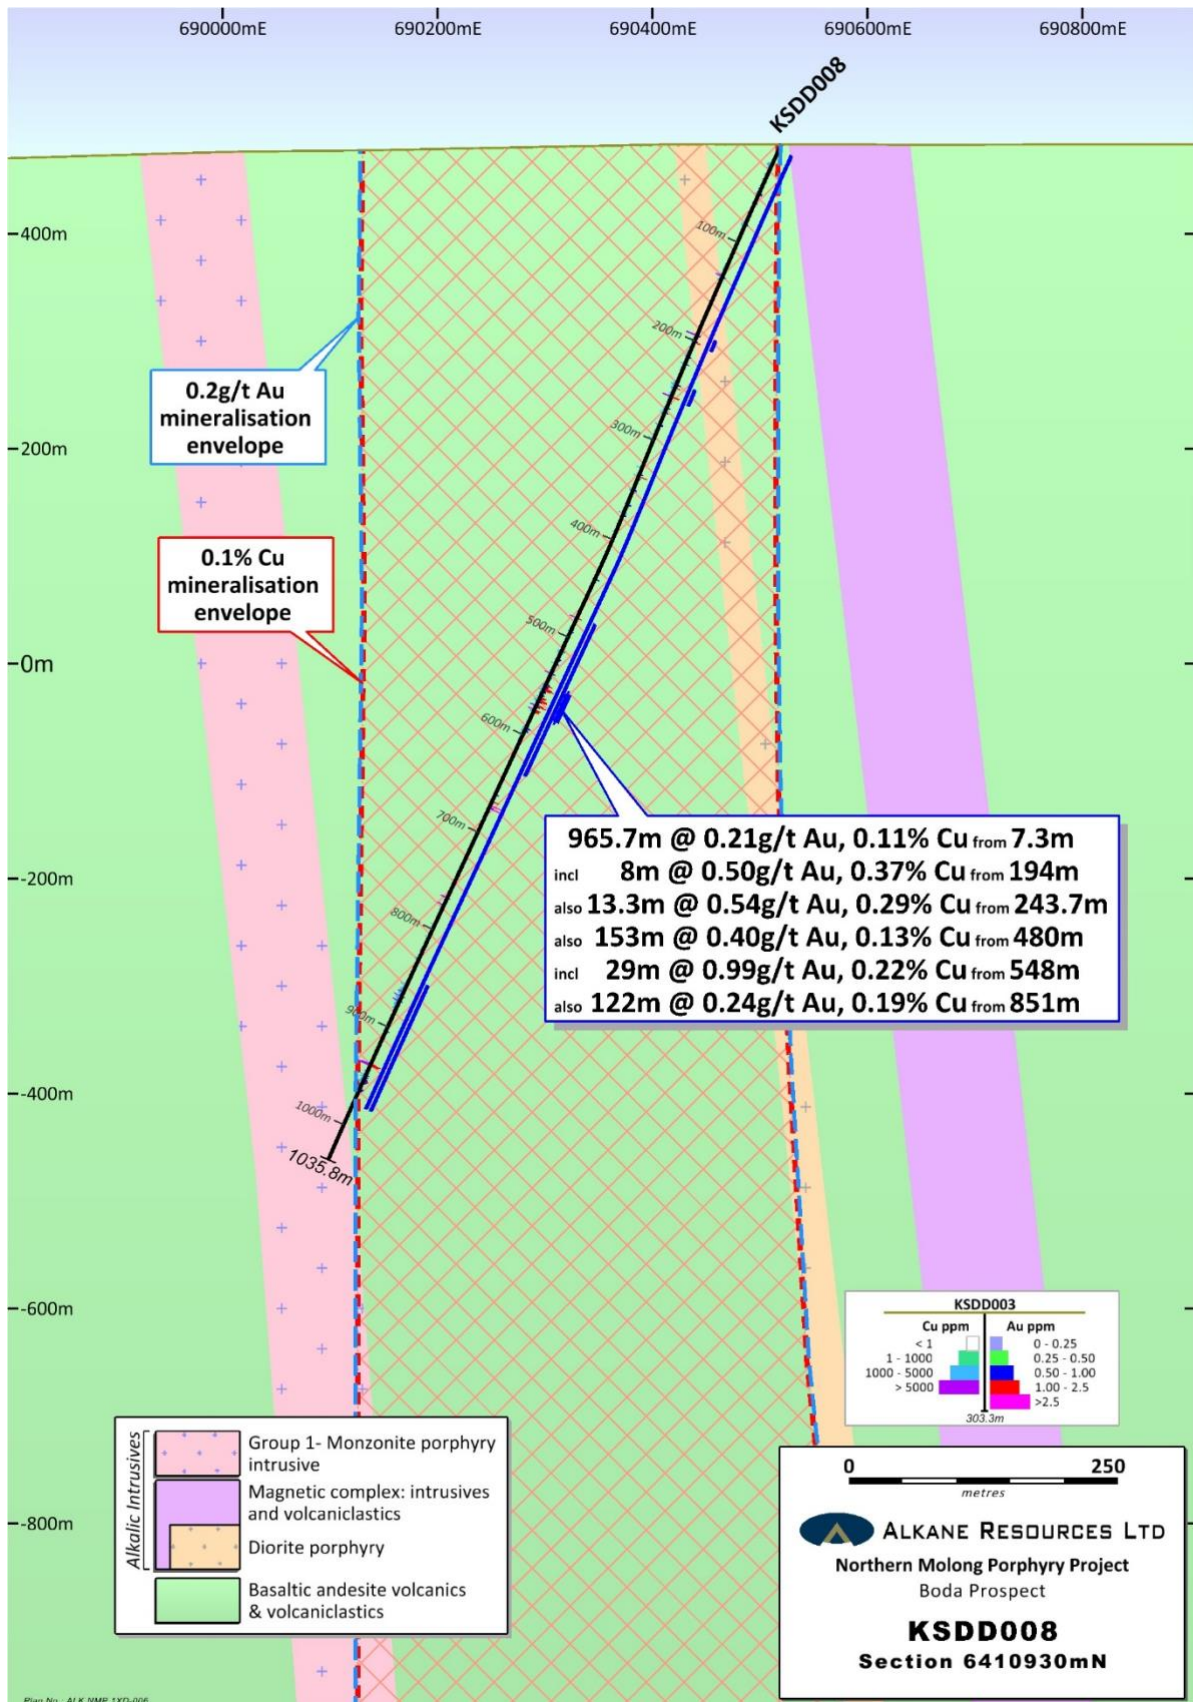 690000mE 690200mE 690400mE 690600mE 690800mE
KSDD008
400m
200m
0m
-200m
-400m
-600m
-800m
100m
200m
300m
400m
500m
600m
700m
800m
900m
1000m
1035.8m
0.2g/t Au
mineralisation
envelope
0.1% Cu
mineralisation
envelope
965.7m @ 0.21g/t Au, 0.11% Cu from 7.3m
incl 8m @ 0.50g/t Au, 0.37% Cu from 194m
also 13.3m @ 0.54g/t Au, 0.29% Cu from 243.7m
also 153m @ 0.40g/t Au, 0.13% Cu from 480m
incl 29m @ 0.99g/t Au, 0.22% Cu from 548m
also 122m @ 0.24g/t Au, 0.19% Cu from 851m
KSDD003
Cu ppm Au ppm
< 1 0 - 0.25
1 - 1000 0.25 - 0.50
1000 - 5000 0.50 - 1.00
> 5000 1.00 - 2.5
>2.5
303.3m
Alkalic Intrusives
Group 1- Monzonite porphyry
intrusive
Magnetic complex: intrusives
and volcaniclastics
Diorite porphyry
Basaltic andesite volcanics
& volcaniclastics
0 250
metres
ALKANE RESOURCES LTD
Northern Molong Porphyry Project
Boda Prospect
KSDD008
Section 6410930mN